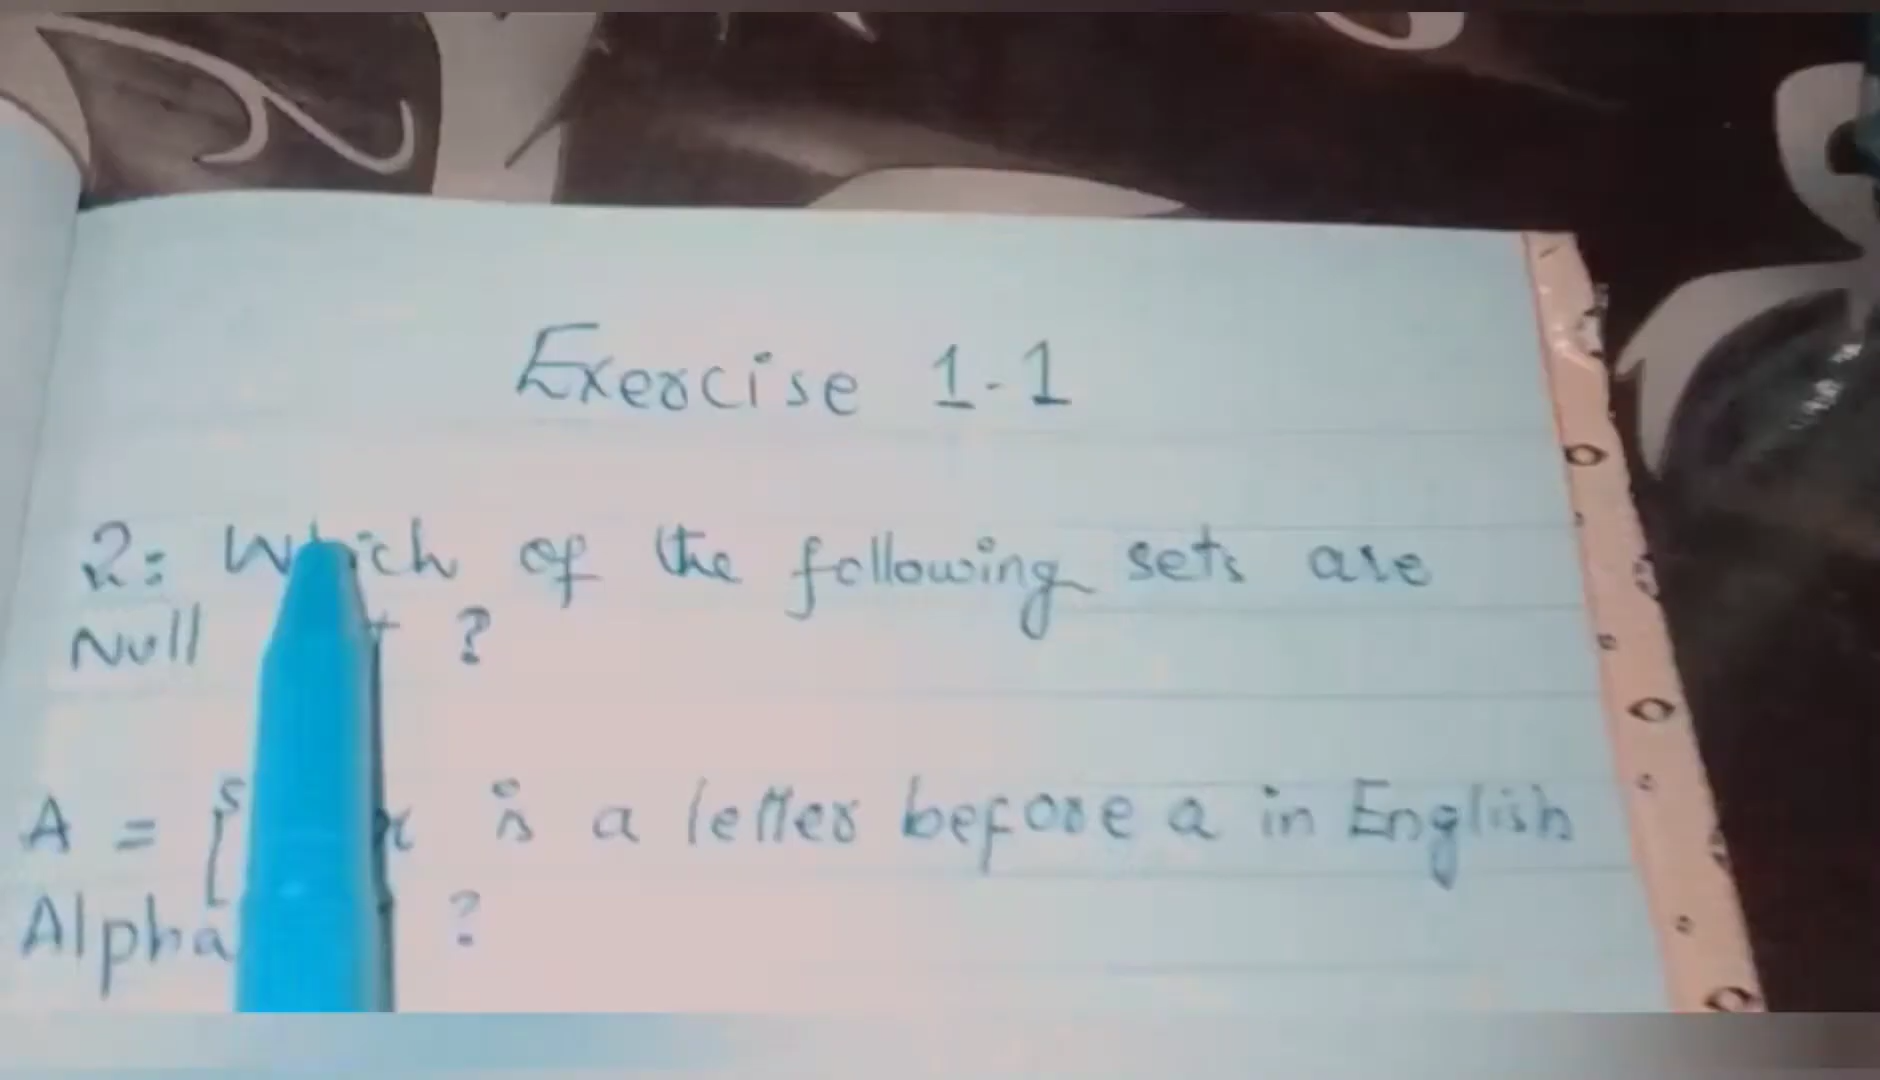 Exercise 1-1
2: Which of the following sets are
Null ?
A = { x is a letter before a in English
Alpha ?